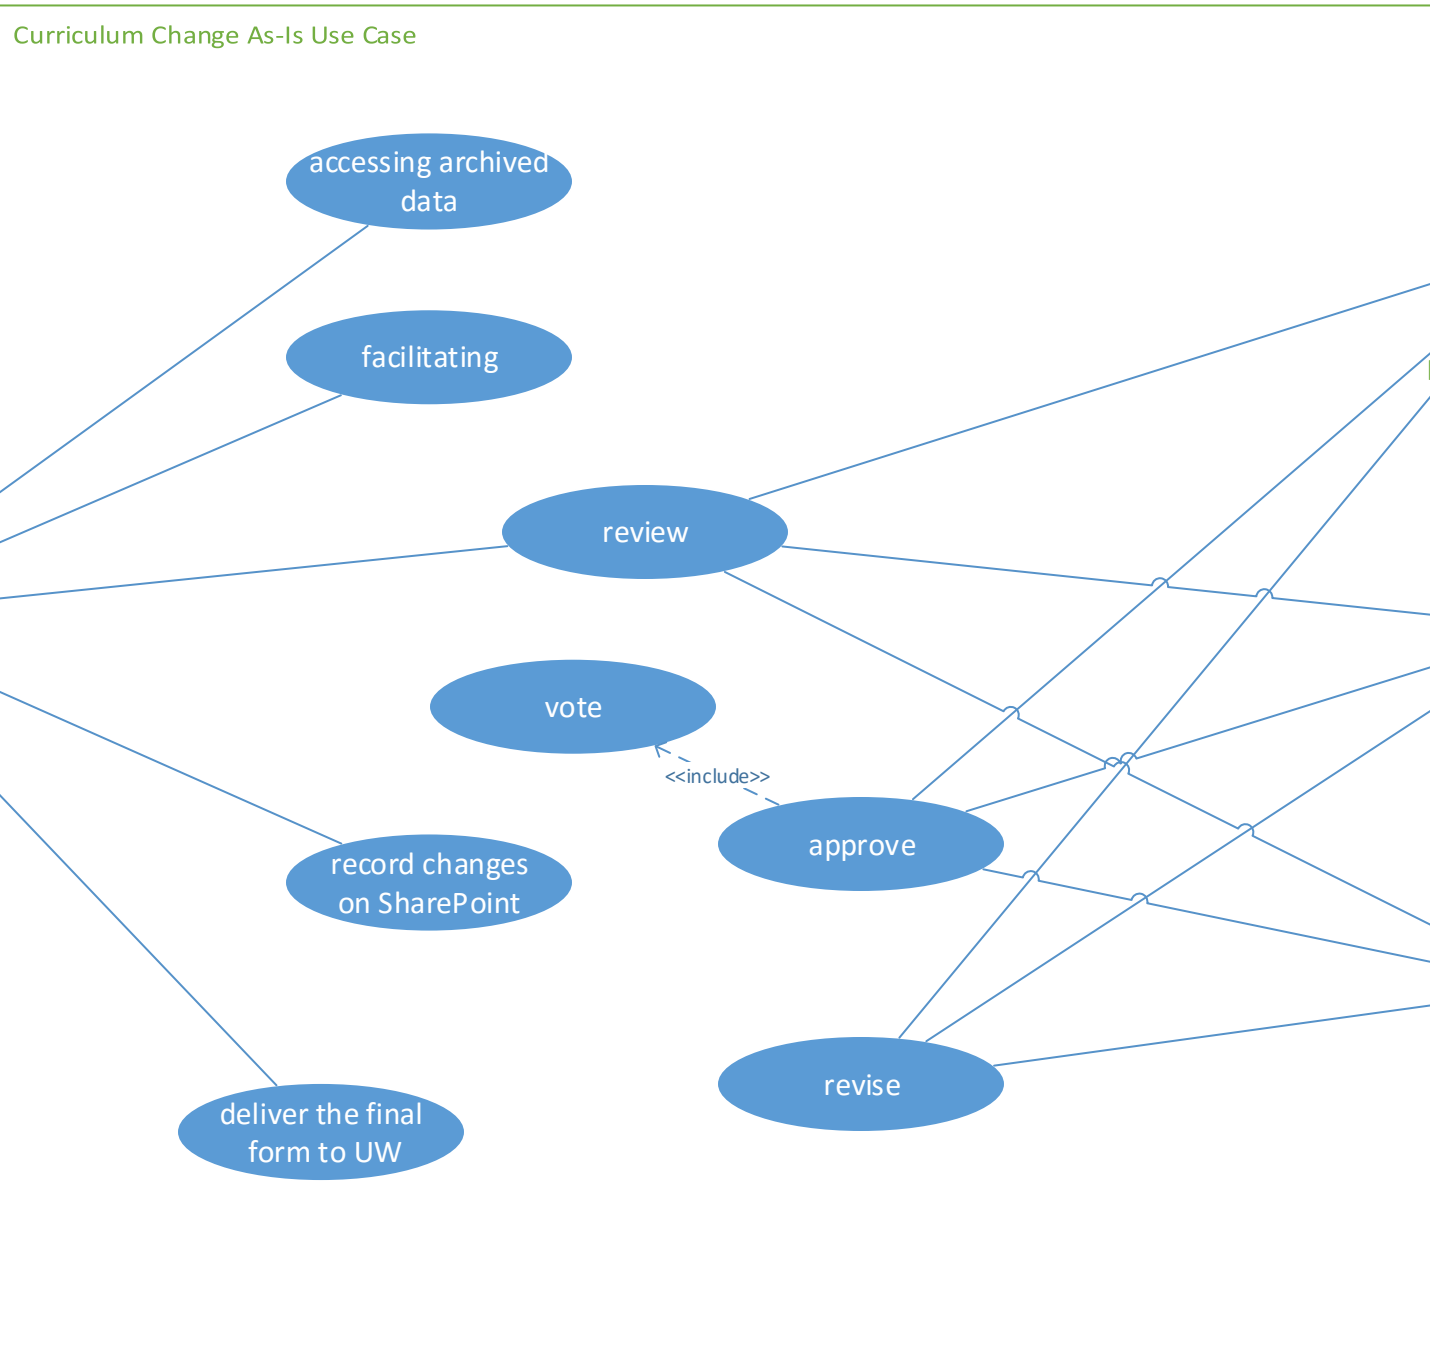 Curriculum Change As-Is Use Case
accessing archived
data
facilitating
review
vote
<<include>>
approve
record changes
on SharePoint
revise
deliver the final
form to UW